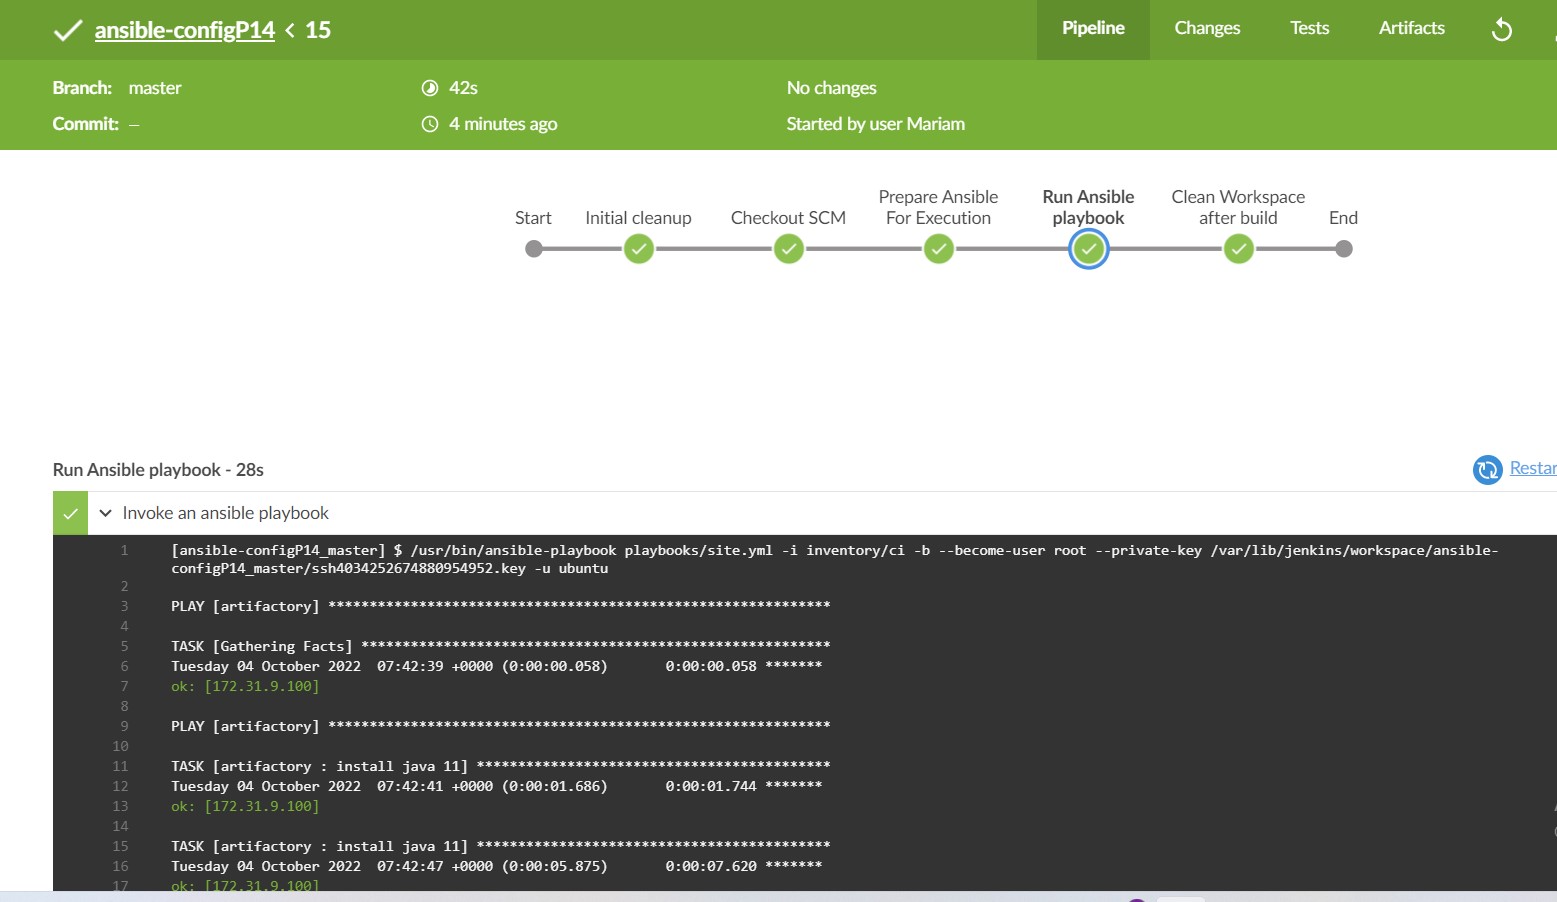 ansible-configP14 < 15
Pipeline Changes Tests Artifacts
Branch: master 42s No changes
Commit: – 4 minutes ago Started by user Mariam
Start Initial cleanup Checkout SCM Prepare Ansible For Execution Run Ansible playbook Clean Workspace after build End
Run Ansible playbook - 28s
Restar
Invoke an ansible playbook
1 [ansible-configP14_master] $ /usr/bin/ansible-playbook playbooks/site.yml -i inventory/ci -b --become-user root --private-key /var/lib/jenkins/workspace/ansible-
configP14_master/ssh4034252674880954952.key -u ubuntu
2
3 PLAY [artifactory] *************************************************************
4
5 TASK [Gathering Facts] *********************************************************
6 Tuesday 04 October 2022  07:42:39 +0000 (0:00:00.058)       0:00:00.058 *******
7 ok: [172.31.9.100]
8
9 PLAY [artifactory] *************************************************************
10
11 TASK [artifactory : install java 11] *******************************************
12 Tuesday 04 October 2022  07:42:41 +0000 (0:00:01.686)       0:00:01.744 *******
13 ok: [172.31.9.100]
14
15 TASK [artifactory : install java 11] *******************************************
16 Tuesday 04 October 2022  07:42:47 +0000 (0:00:05.875)       0:00:07.620 *******
17 ok: [172.31.9.100]